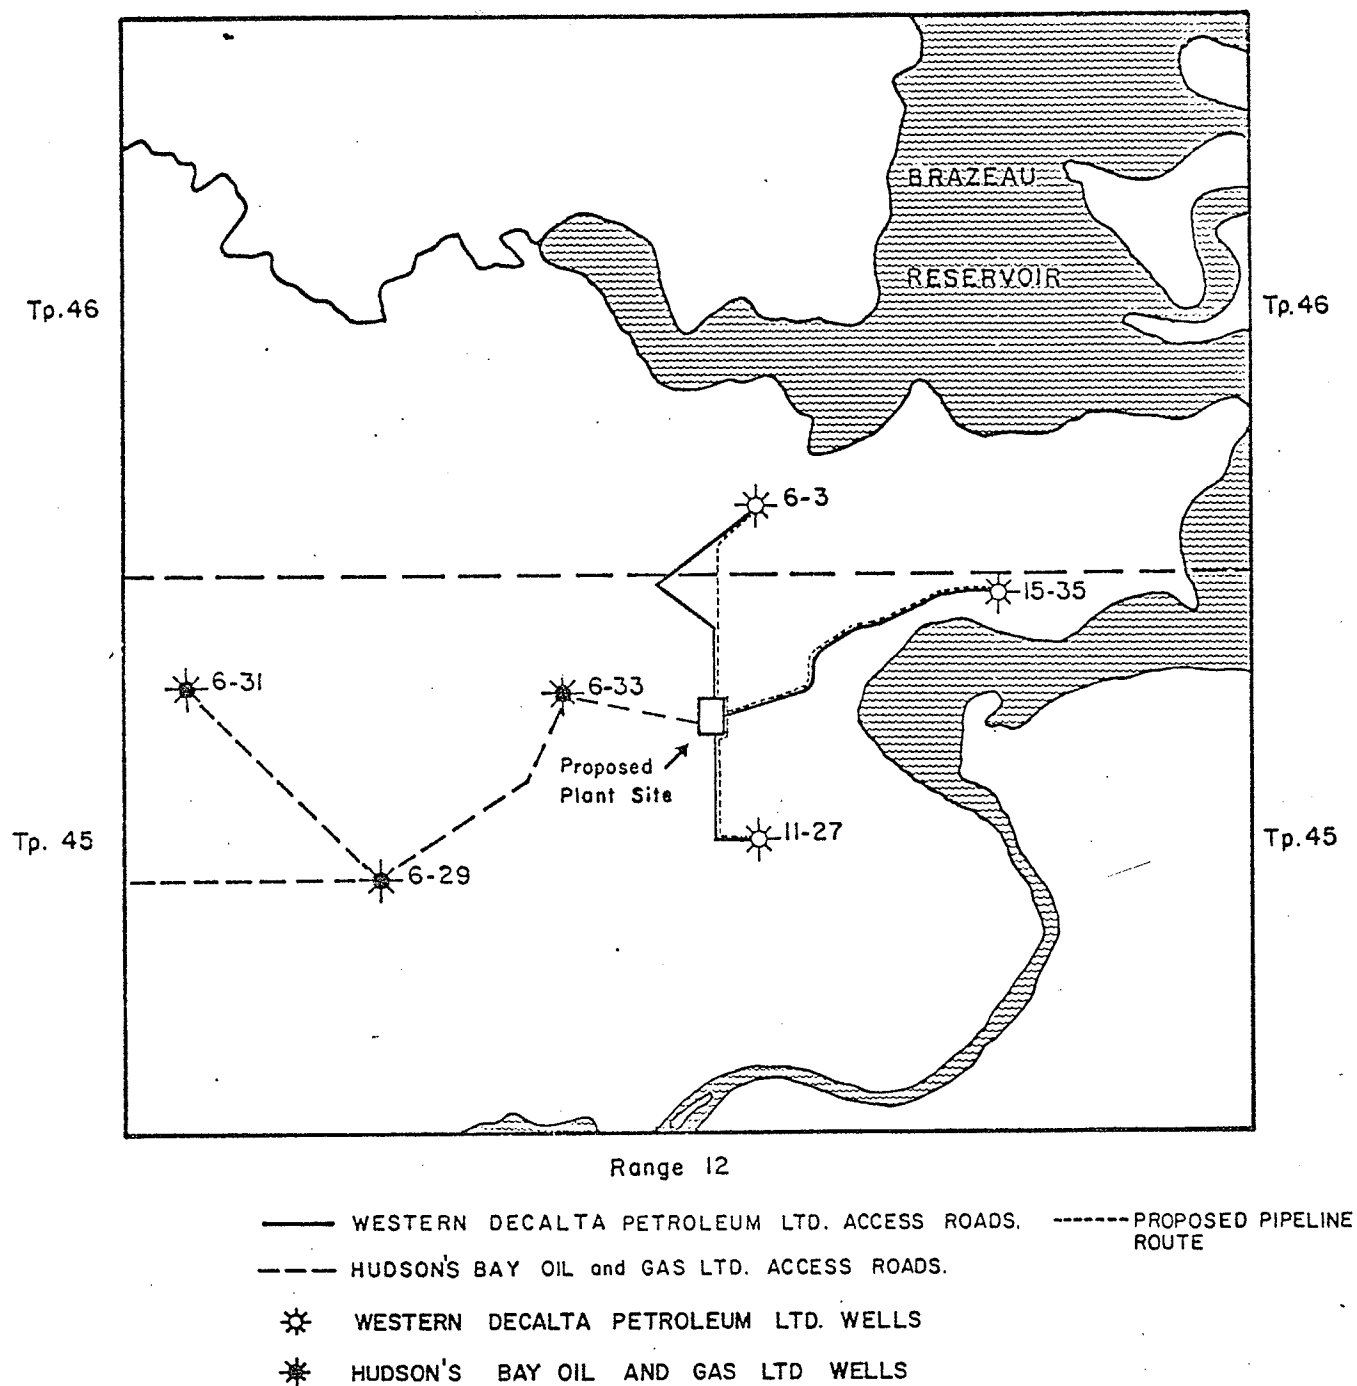 BRAZEAU
RESERVOIR
Tp. 46
Tp. 46
6-3
15-35
6-31
6-33
Proposed
Plant Site
Tp. 45
11-27
Tp. 45
6-29
Range 12
WESTERN DECALTA PETROLEUM LTD. ACCESS ROADS.
PROPOSED PIPELINE
ROUTE
HUDSON'S BAY OIL and GAS LTD. ACCESS ROADS.
WESTERN DECALTA PETROLEUM LTD. WELLS
HUDSON'S BAY OIL AND GAS LTD WELLS